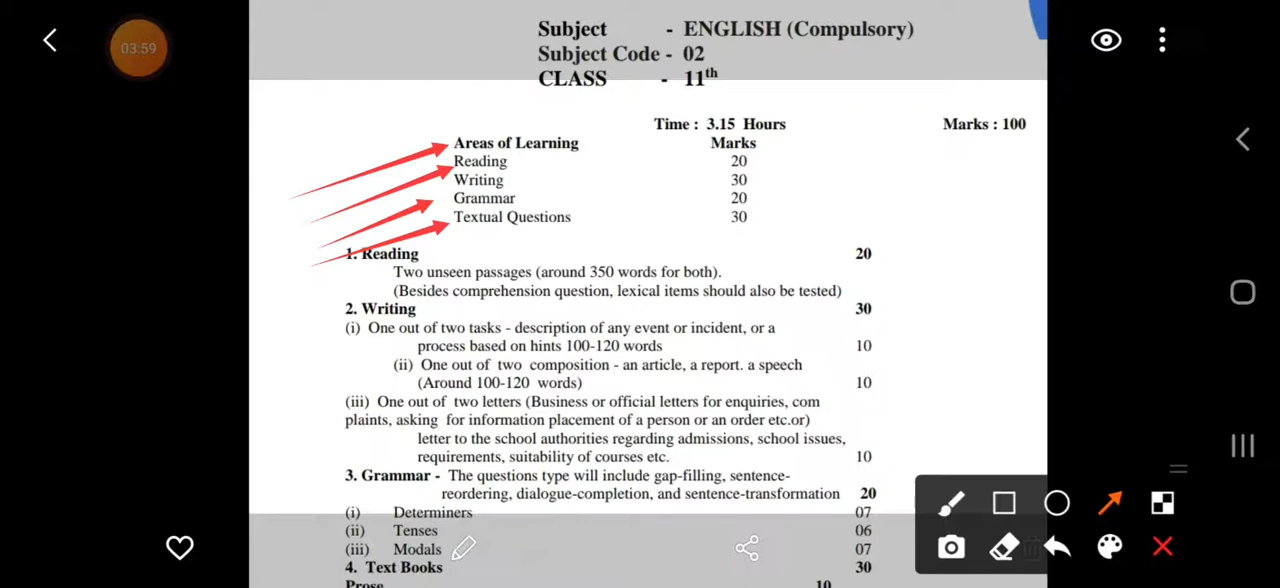 Subject - ENGLISH (Compulsory)
Subject Code - 02
CLASS - 11th
03:59
Time : 3.15 Hours Marks : 100
Areas of Learning Marks
Reading 20
Writing 30
Grammar 20
Textual Questions 30
1. Reading 20
Two unseen passages (around 350 words for both).
(Besides comprehension question, lexical items should also be tested)
2. Writing 30
(i) One out of two tasks - description of any event or incident, or a
process based on hints 100-120 words 10
(ii) One out of two composition - an article, a report. a speech
(Around 100-120 words) 10
(iii) One out of two letters (Business or official letters for enquiries, com
plaints, asking for information placement of a person or an order etc.or)
letter to the school authorities regarding admissions, school issues,
requirements, suitability of courses etc. 10
3. Grammar - The questions type will include gap-filling, sentence-
reordering, dialogue-completion, and sentence-transformation 20
(i) Determiners 07
(ii) Tenses 06
(iii) Modals 07
4. Text Books 30
Prose 10